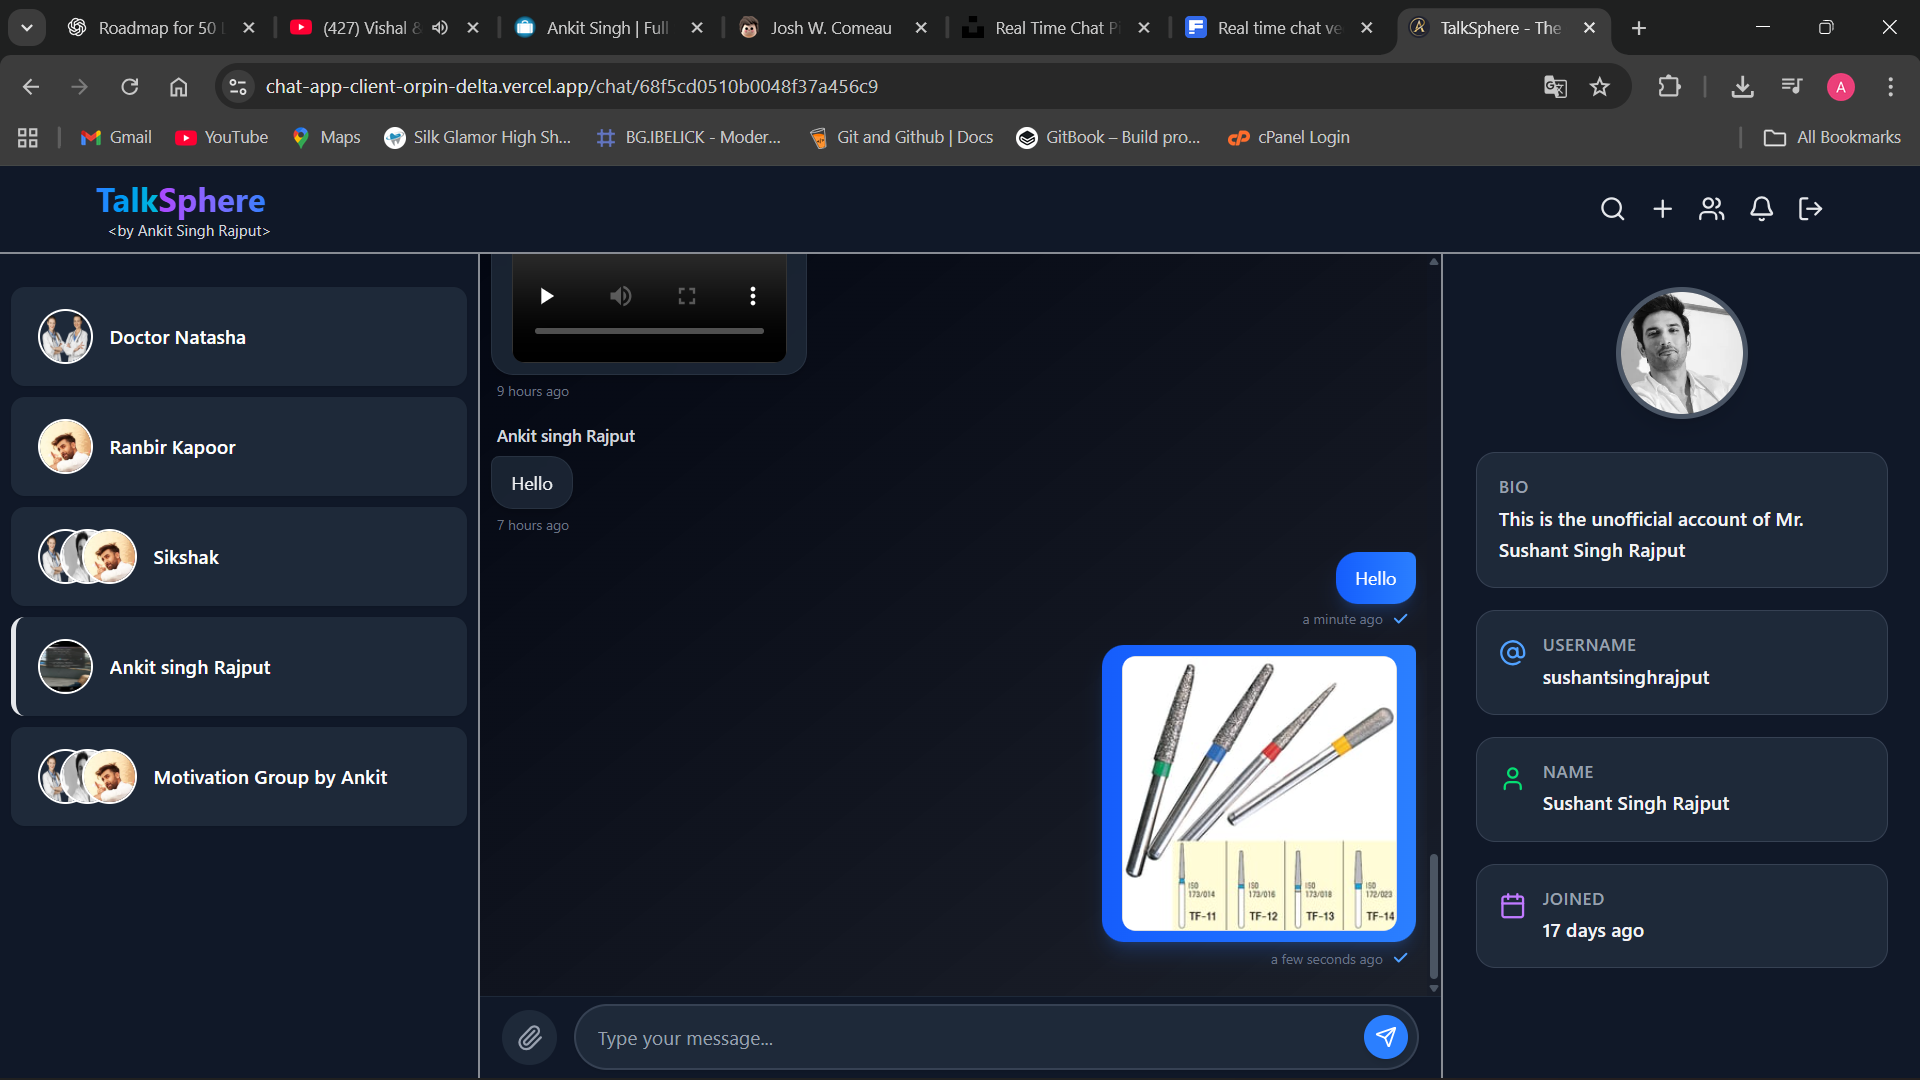 Roadmap for 50
(427) Vishal &
Ankit Singh | Full
Josh W. Comeau
Real Time Chat P
Real time chat ve
TalkSphere - The
chat-app-client-orpin-delta.vercel.app/chat/68f5cd0510b0048f37a456c9
A
Gmail
YouTube
Maps
Silk Glamor High Sh...
BG.IBELICK - Moder...
Git and Github | Docs
GitBook – Build pro...
cPanel Login
All Bookmarks
TalkSphere
<by Ankit Singh Rajput>
Doctor Natasha
Ranbir Kapoor
Sikshak
Ankit singh Rajput
Motivation Group by Ankit
9 hours ago
Ankit singh Rajput
Hello
7 hours ago
Hello
a minute ago
ISO 173/014 TF-11
ISO 173/016 TF-12
ISO 173/018 TF-13
ISO 172/023 TF-14
a few seconds ago
Type your message...
BIO
This is the unofficial account of Mr.
Sushant Singh Rajput
USERNAME
sushantsinghrajput
NAME
Sushant Singh Rajput
JOINED
17 days ago